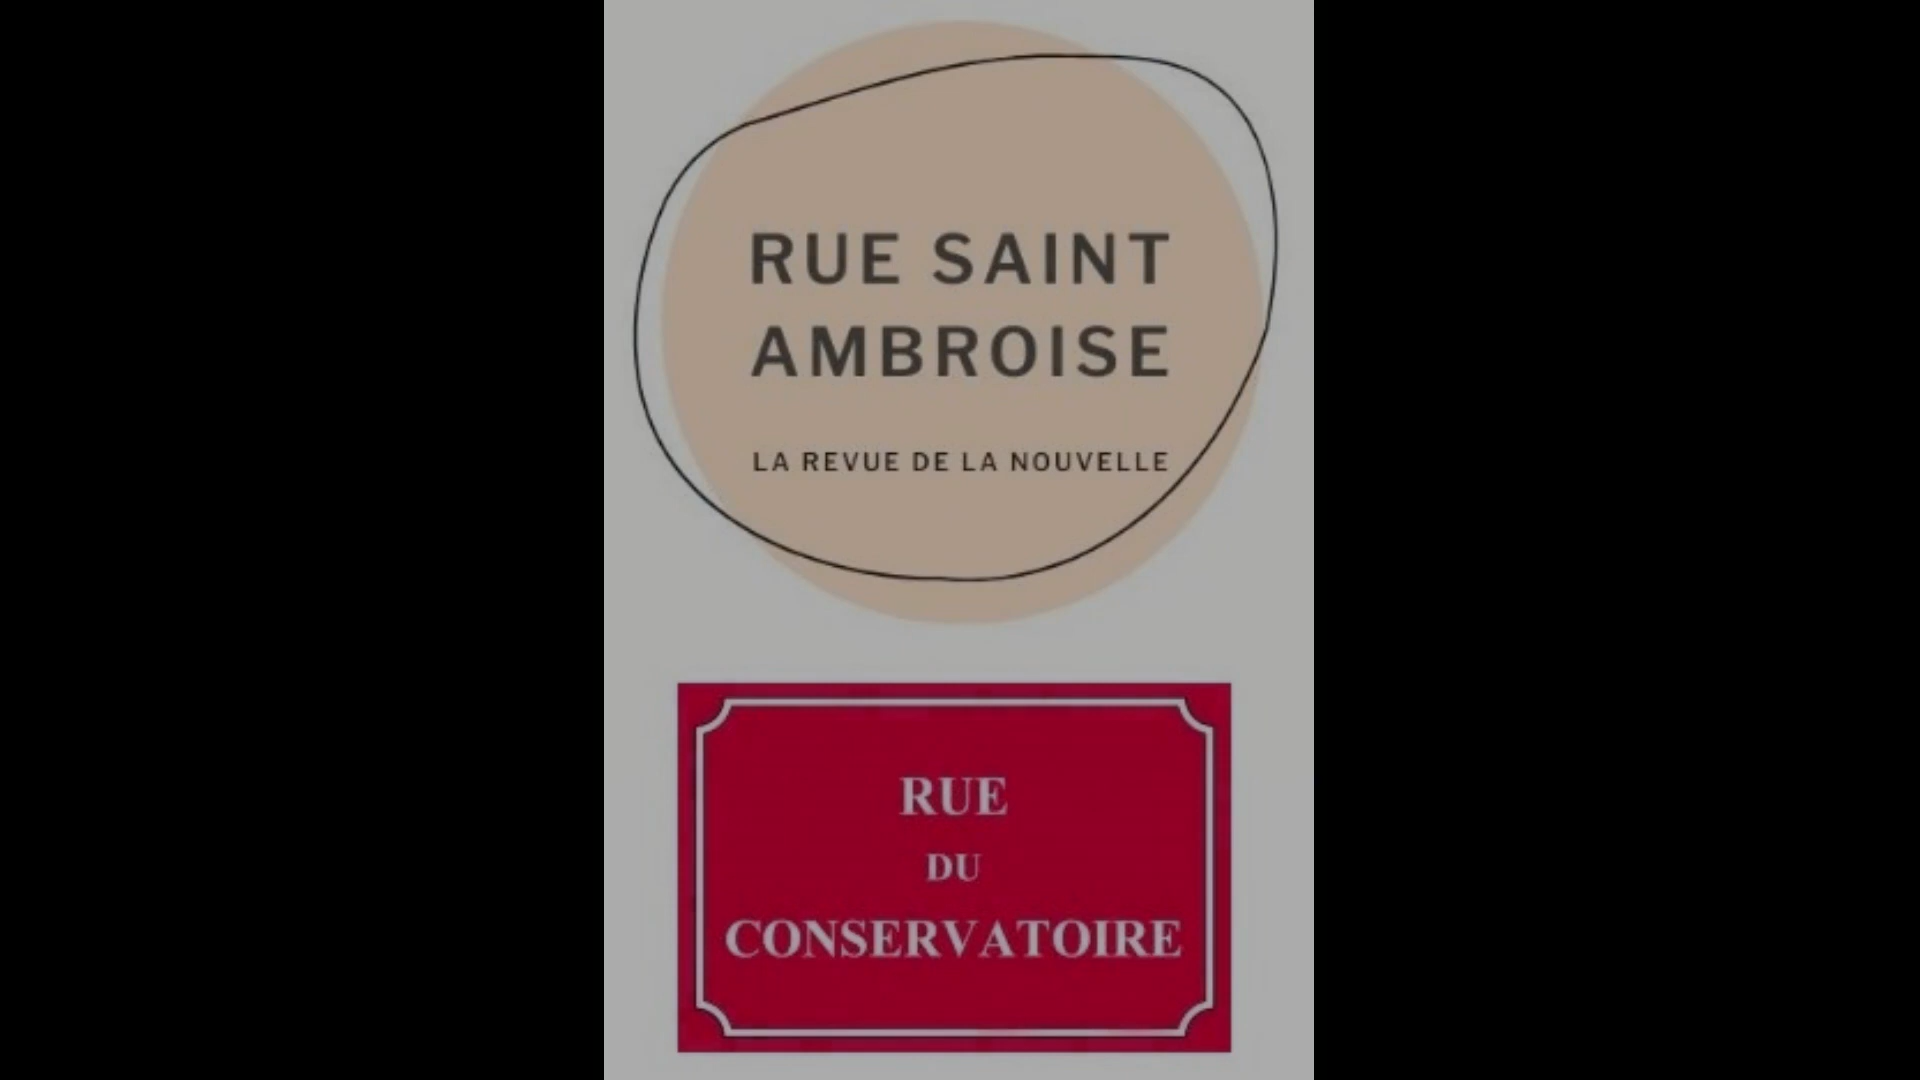 RUE SAINT
AMBROISE
LA REVUE DE LA NOUVELLE
RUE
DU
CONSERVATOIRE